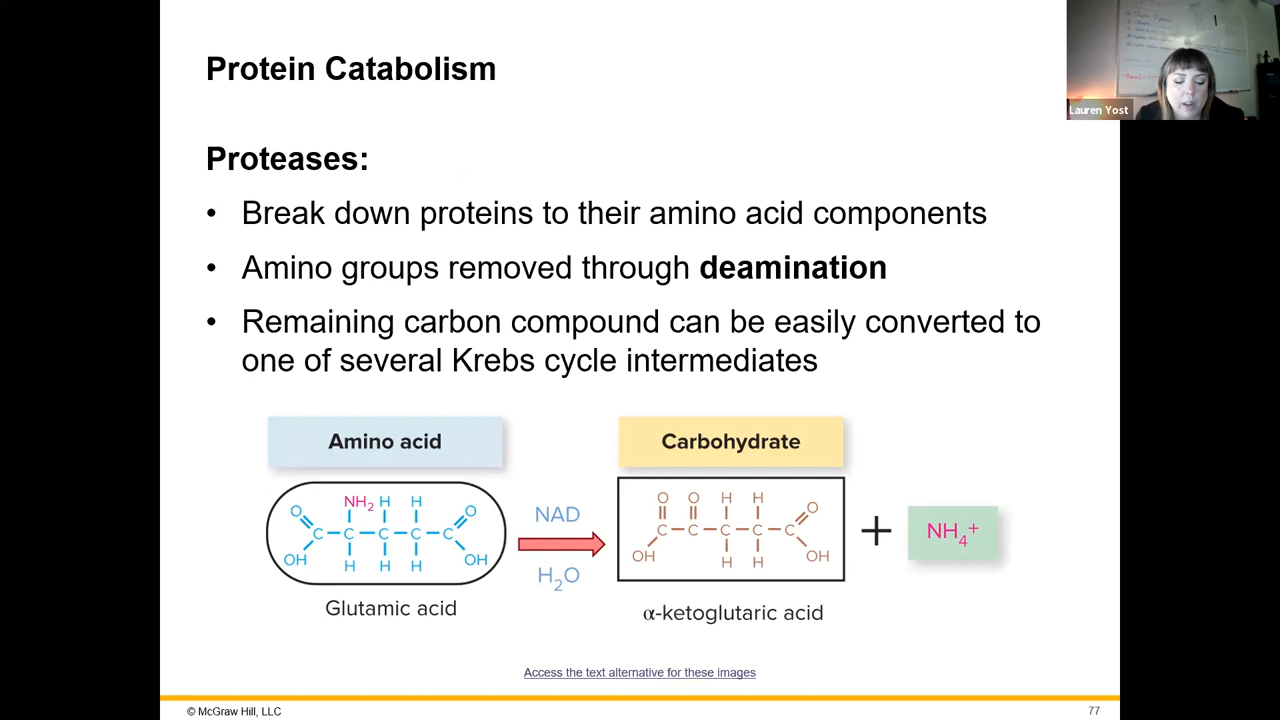 Protein Catabolism
Lauren Yost
Proteases:
• Break down proteins to their amino acid components
• Amino groups removed through deamination
• Remaining carbon compound can be easily converted to
one of several Krebs cycle intermediates
Amino acid
Carbohydrate
NH₂ H H
O O
C C C C C
OH H H H OH
NAD
H₂O
O O H H
O
C C C C C
OH H H OH
+
NH₄⁺
Glutamic acid
α-ketoglutaric acid
Access the text alternative for these images
© McGraw Hill, LLC
77